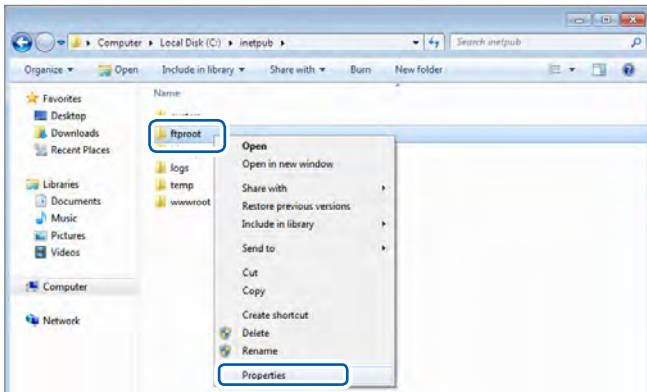 Computer ▸ Local Disk (C:) ▸ inetpub ▸
Search inetpub
Organize Open Include in library Share with Burn New folder
Name
Favorites
Desktop
Downloads
Recent Places
Libraries
Documents
Music
Pictures
Videos
Computer
Network
ftproot
logs
temp
wwwroot
Open
Open in new window
Share with
Restore previous versions
Include in library
Send to
Cut
Copy
Create shortcut
Delete
Rename
Properties